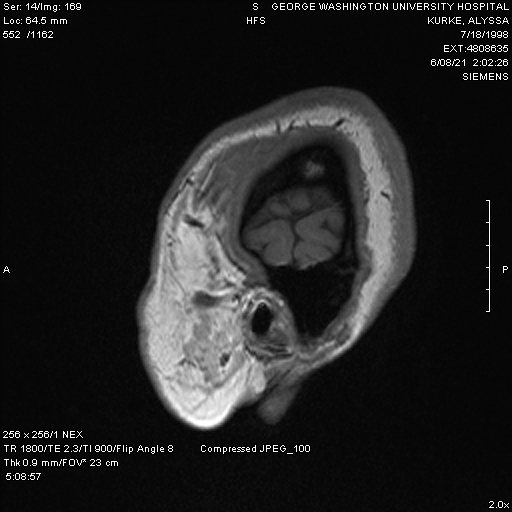 Ser: 14/Img: 169
Loc: 64.5 mm
552 /1162
S
HFS
GEORGE WASHINGTON UNIVERSITY HOSPITAL
KURKE, ALYSSA
7/18/1998
EXT:4808635
6/08/21 2:02:26
SIEMENS
A
P
256 x 256/1 NEX
TR 1800/TE 2.3/TI 900/Flip Angle 8
Compressed JPEG_100
Thk 0.9 mm/FOV* 23 cm
5:08:57
2.0x